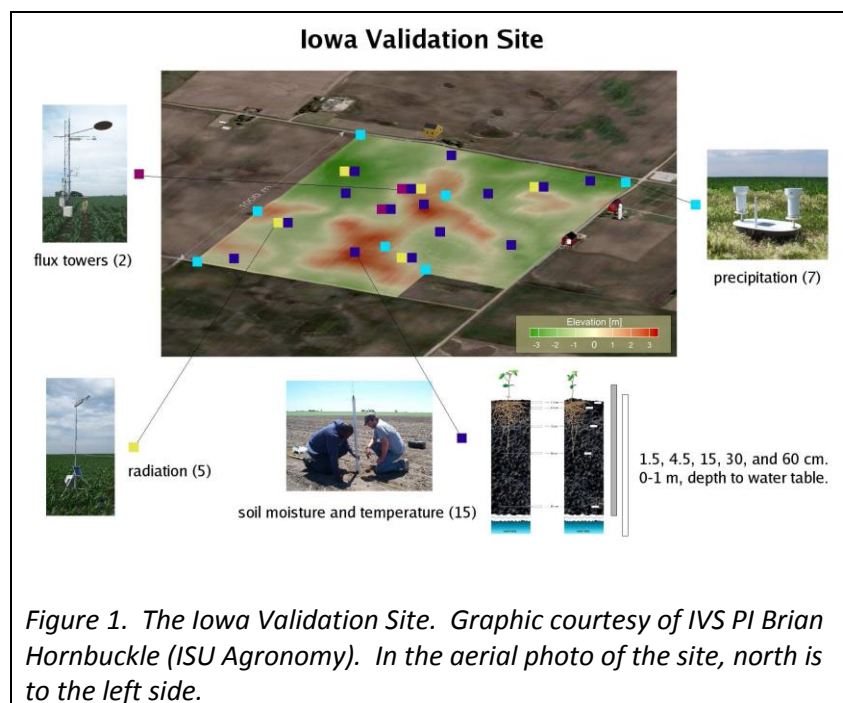 Iowa Validation Site
1000 m
flux towers (2)
precipitation (7)
Elevation [m]
-3 -2 -1 0 1 2 3
radiation (5)
soil moisture and temperature (15)
1.5, 4.5, 15, 30, and 60 cm.
0-1 m, depth to water table.
Figure 1. The Iowa Validation Site. Graphic courtesy of IVS PI Brian
Hornbuckle (ISU Agronomy). In the aerial photo of the site, north is
to the left side.